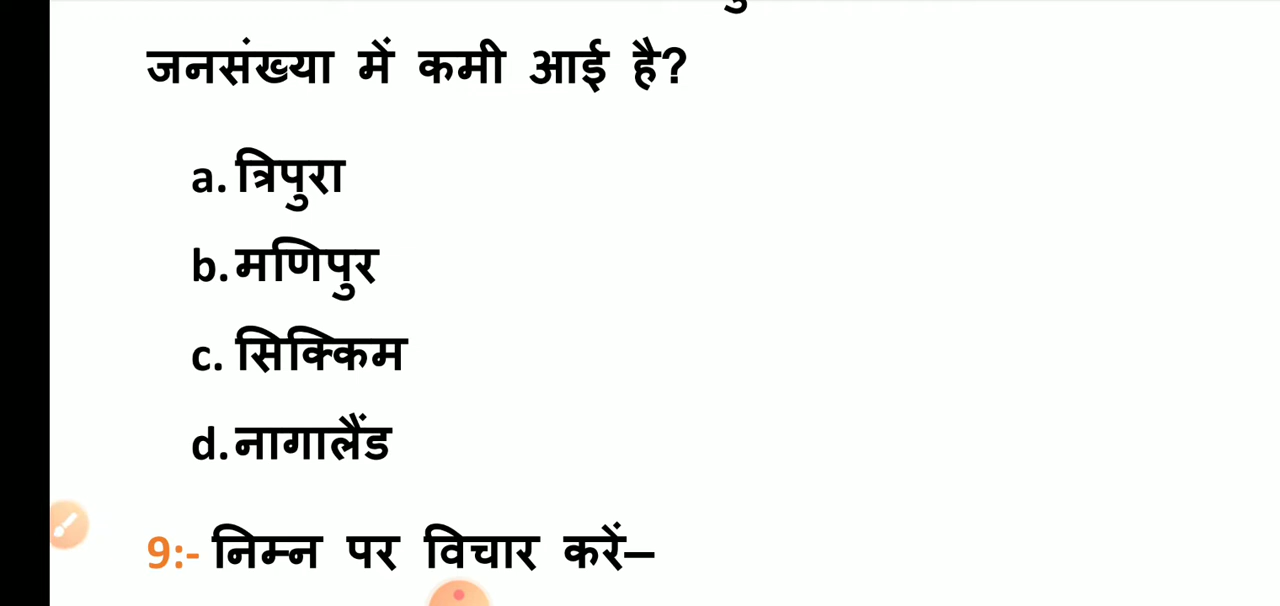 जनसंख्या में कमी आई है?
a. त्रिपुरा
b. मणिपुर
c. सिक्किम
d. नागालैंड
9:- निम्न पर विचार करें–